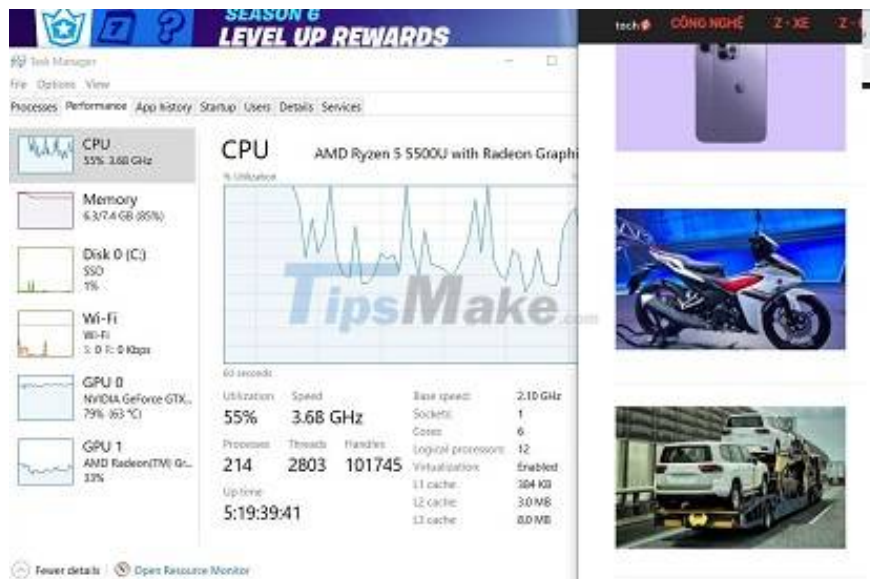 SEASON 6
LEVEL UP REWARDS
7 ?
tech
CÔNG NGHỆ Z - XE Z -
Task Manager
File Options View
Processes Performance App history Startup Users Details Services
CPU
55% 3.68 GHz
Memory
6.3/7.4 GB (85%)
Disk 0 (C:)
SSD
1%
Wi-Fi
Wi-Fi
S: 0 R: 0 Kbps
GPU 0
NVIDIA GeForce GTX...
79% (63 °C)
GPU 1
AMD Radeon(TM) Gr...
33%
CPU AMD Ryzen 5 5500U with Radeon Graphi
% Utilization
TipsMake.com
60 seconds
Utilization Speed
55% 3.68 GHz
Processes Threads Handles
214 2803 101745
Up time
5:19:39:41
Base speed: 2.10 GHz
Sockets: 1
Cores: 6
Logical processors: 12
Virtualization: Enabled
L1 cache: 384 KB
L2 cache: 3.0 MB
L3 cache: 8.0 MB
Fewer details Open Resource Monitor